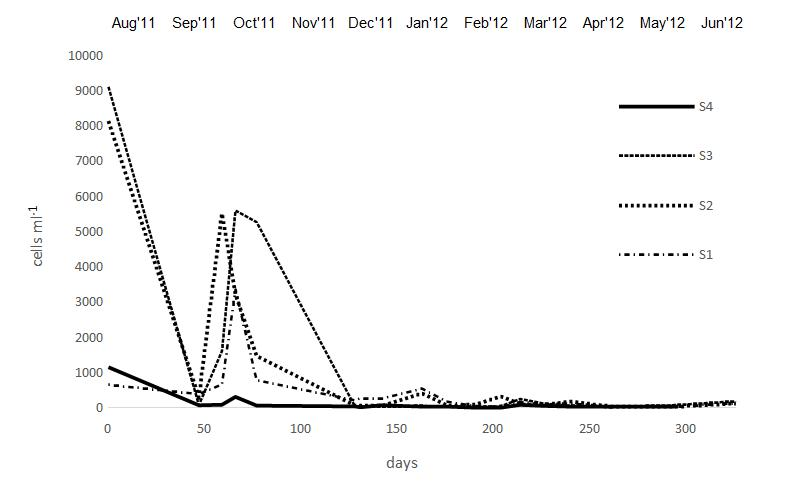 Aug'11 Sep'11 Oct'11 Nov'11 Dec'11 Jan'12 Feb'12 Mar'12 Apr'12 May'12 Jun'12
10000
9000
8000
7000
6000
5000
4000
3000
2000
1000
0
cells ml-1
S4
S3
S2
S1
0 50 100 150 200 250 300
days